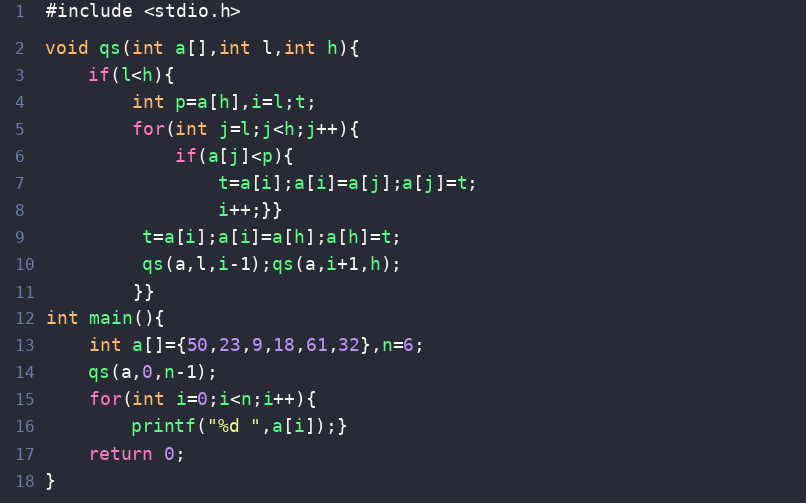 1 #include <stdio.h>
2 void qs(int a[],int l,int h){
3     if(l<h){
4         int p=a[h],i=l;t;
5         for(int j=l;j<h;j++){
6             if(a[j]<p){
7                 t=a[i];a[i]=a[j];a[j]=t;
8                 i++;}}
9          t=a[i];a[i]=a[h];a[h]=t;
10          qs(a,l,i-1);qs(a,i+1,h);
11         }}
12 int main(){
13     int a[]={50,23,9,18,61,32},n=6;
14     qs(a,0,n-1);
15     for(int i=0;i<n;i++){
16         printf("%d ",a[i]);}
17     return 0;
18 }